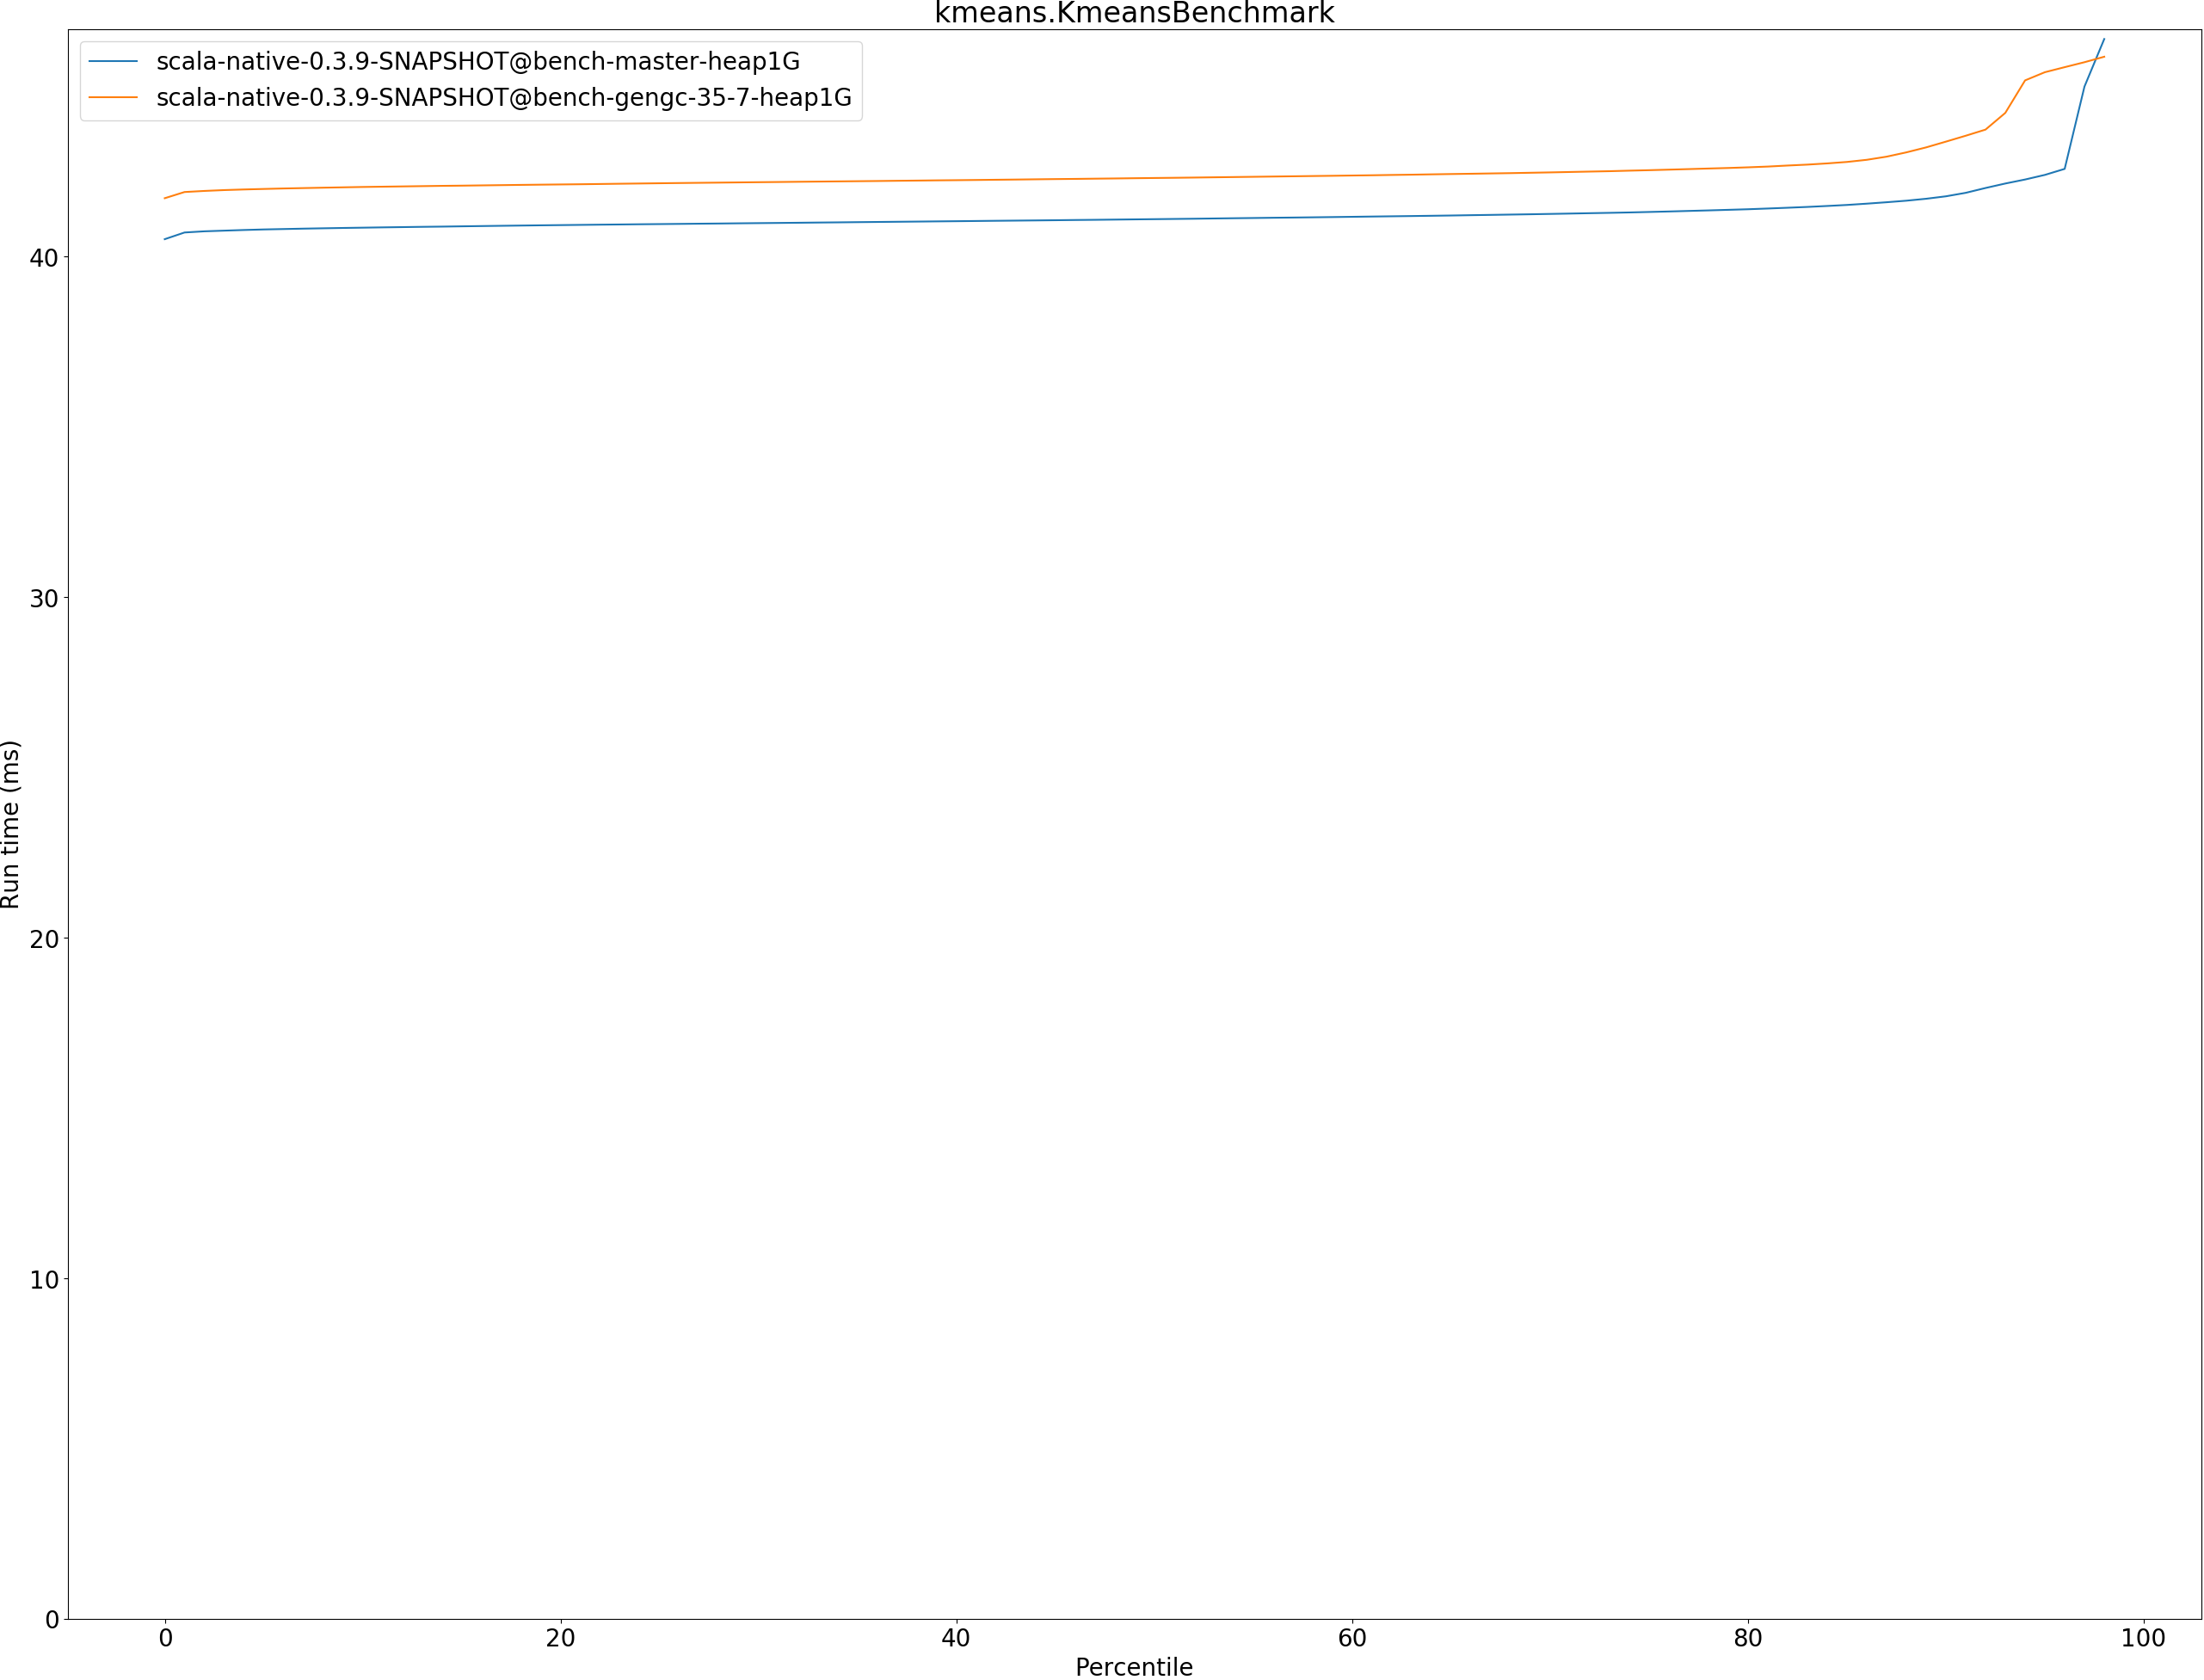 kmeans.KmeansBenchmark
scala-native-0.3.9-SNAPSHOT@bench-master-heap1G
scala-native-0.3.9-SNAPSHOT@bench-gengc-35-7-heap1G
40
30
20
10
0
Run time (ms)
0 20 40 60 80 100
Percentile